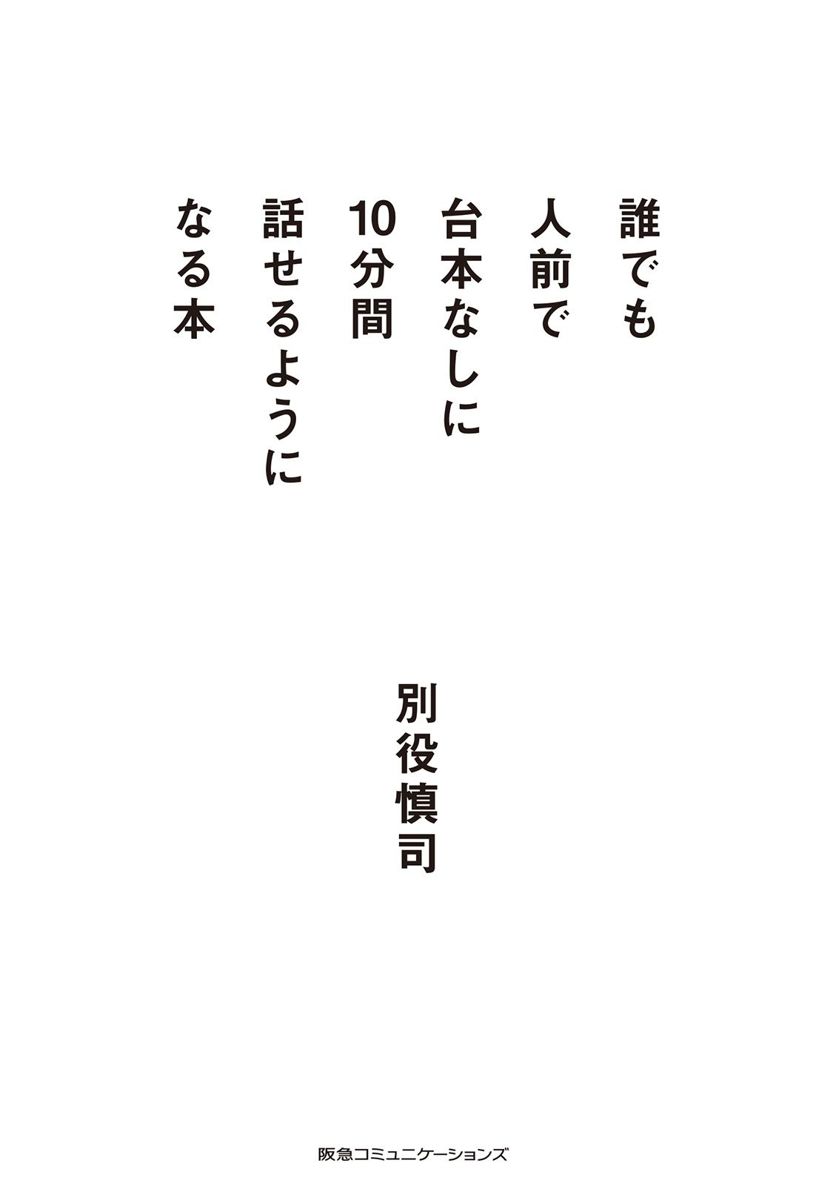 誰でも
人前で
台本なしに
10分間
話せるように
なる本
別役慎司
阪急コミュニケーションズ